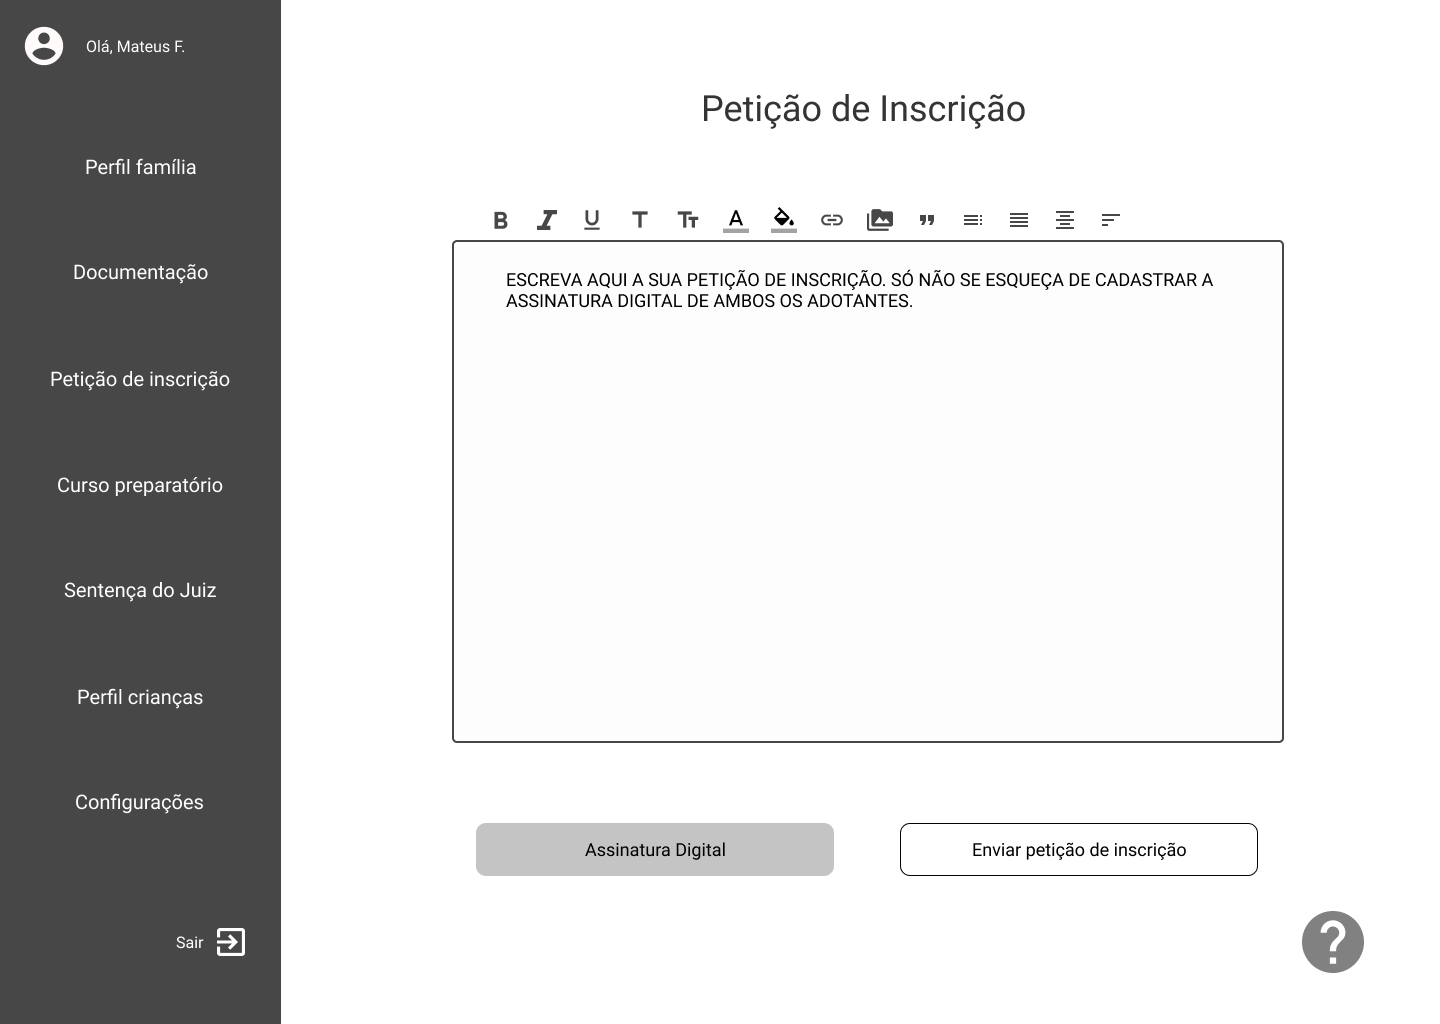 Olá, Mateus F.
Perfil família
Documentação
Petição de inscrição
Curso preparatório
Sentença do Juiz
Perfil crianças
Configurações
Sair
Petição de Inscrição
B I U T Tt A
ESCREVA AQUI A SUA PETIÇÃO DE INSCRIÇÃO. SÓ NÃO SE ESQUEÇA DE CADASTRAR A
ASSINATURA DIGITAL DE AMBOS OS ADOTANTES.
Assinatura Digital
Enviar petição de inscrição
?